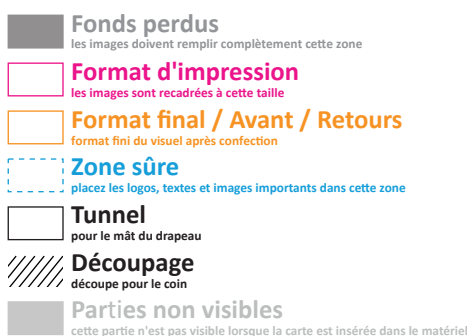 Fonds perdus
les images doivent remplir complètement cette zone
Format d'impression
les images sont recadrées à cette taille
Format final / Avant / Retours
format fini du visuel après confection
Zone sûre
placez les logos, textes et images importants dans cette zone
Tunnel
pour le mât du drapeau
Découpage
découpe pour le coin
Parties non visibles
cette partie n'est pas visible lorsque la carte est insérée dans le matériel